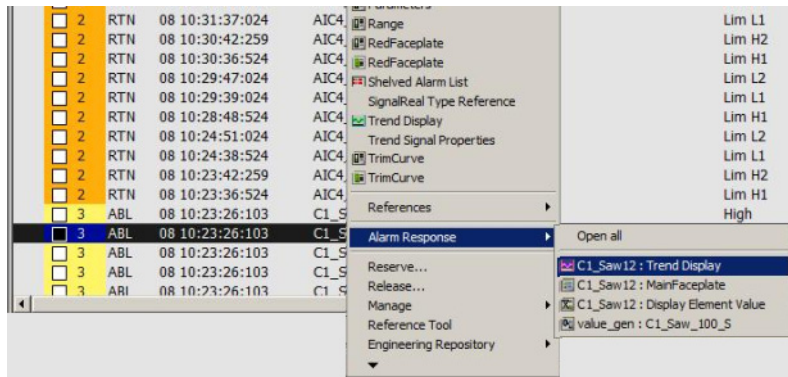 Parameters
2 RTN 08 10:31:37:024 AIC4_ Range Lim L1
2 RTN 08 10:30:42:259 AIC4_ RedFaceplate Lim H2
2 RTN 08 10:30:36:524 AIC4_ RedFaceplate Lim H1
2 RTN 08 10:29:47:024 AIC4_ Shelved Alarm List Lim L2
2 RTN 08 10:29:39:024 AIC4_ SignalReal Type Reference Lim L1
2 RTN 08 10:28:48:524 AIC4_ Trend Display Lim H1
2 RTN 08 10:24:51:024 AIC4_ Trend Signal Properties Lim L2
2 RTN 08 10:24:38:524 AIC4_ TrimCurve Lim L1
2 RTN 08 10:23:42:259 AIC4_ TrimCurve Lim H2
2 RTN 08 10:23:36:524 AIC4_ Lim H1
3 ABL 08 10:23:26:103 C1_S References High
3 ABL 08 10:23:26:103 C1_S Alarm Response Open all
3 ABL 08 10:23:26:103 C1_S Reserve... C1_Saw12 : Trend Display
3 ABL 08 10:23:26:103 C1_S Release... C1_Saw12 : MainFaceplate
Manage C1_Saw12 : Display Element Value
Reference Tool value_gen : C1_Saw_100_S
Engineering Repository